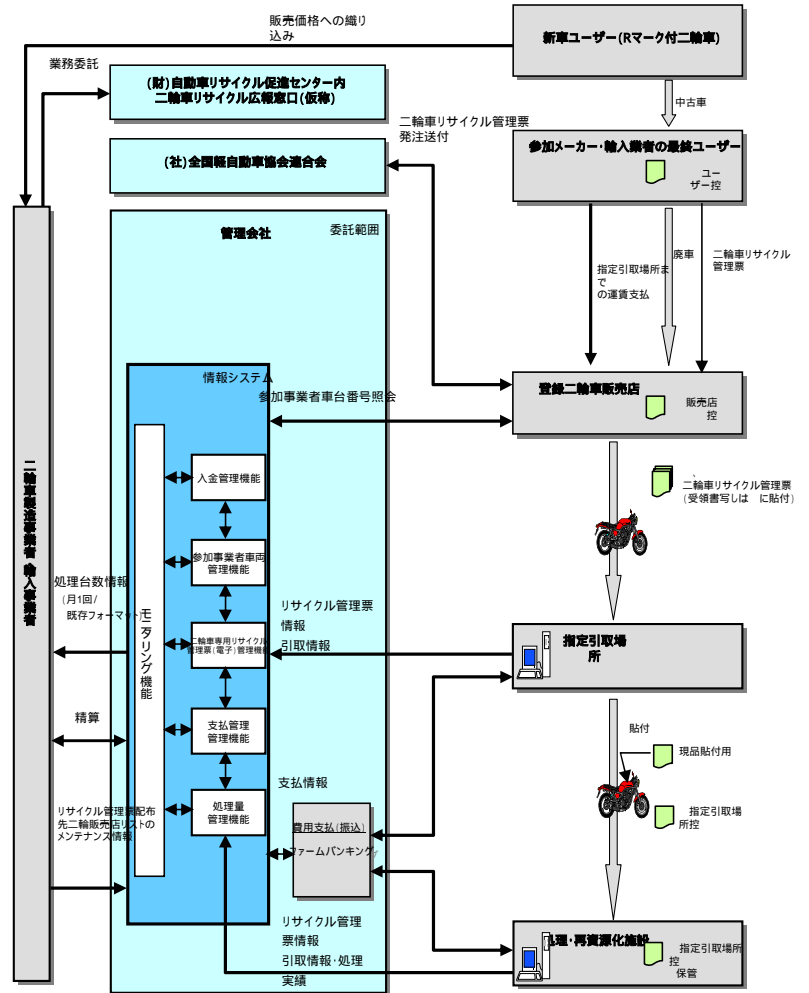 販売価格への織り
込み
新車ユーザー(Rマーク付二輪車)
業務委託
(財)自動車リサイクル促進センター内
二輪車リサイクル広報窓口(仮称)
中古車
二輪車リサイクル管理票
発注送付
参加メーカー・輸入業者の最終ユーザー
ユー
ザー控
(社)全国軽自動車協会連合会
管理会社
委託範囲
指定引取場所ま
で
の運賃支払
廃車
二輪車リサイクル
管理票
情報システム
参加事業者車台番号照会
登録二輪車販売店
販売店
控
二輪車製造事業者 輸入事業者
モニタリング機能
入金管理機能
参加事業者車両
管理機能
二輪車専用リサイクル
管理票(電子)管理機能
支払管理
管理機能
処理量
管理機能
、
二輪車リサイクル管理票
(受領書写しは　に貼付)
処理台数情報
(月1回/
既存フォーマット)
リサイクル管理票
情報
引取情報
指定引取場
所
精算
貼付
現品貼付用
支払情報
リサイクル管理票配布
先二輪販売店リストの
メンテナンス情報
費用支払(振込)
ファームバンキング
指定引取場
所控
リサイクル管理
票情報
引取情報・処理
実績
処理・再資源化施設
指定引取場所
控
保管